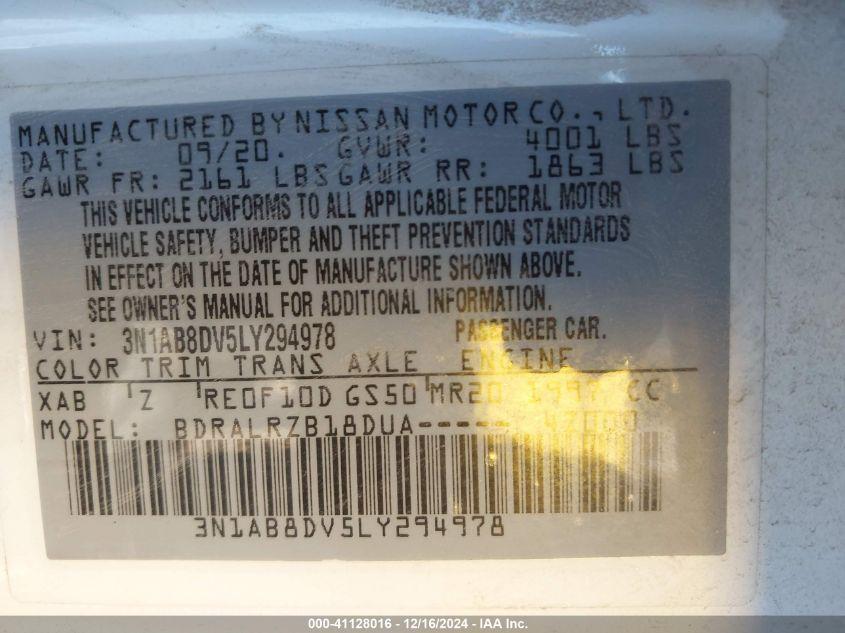 MANUFACTURED BY NISSAN MOTOR CO., LTD.
DATE: 09/20. GVWR: 4001 LBS
GAWR FR: 2161 LBS GAWR RR: 1863 LBS
THIS VEHICLE CONFORMS TO ALL APPLICABLE FEDERAL MOTOR
VEHICLE SAFETY, BUMPER AND THEFT PREVENTION STANDARDS
IN EFFECT ON THE DATE OF MANUFACTURE SHOWN ABOVE.
SEE OWNER'S MANUAL FOR ADDITIONAL INFORMATION.
VIN: 3N1AB8DV5LY294978 PASSENGER CAR.
COLOR TRIM TRANS AXLE ENGINE
XAB Z RE0F10D GS50 MR20 1997 CC
MODEL: BDRALRZB18DUA----- 47000
3N1AB8DV5LY294978
000-41128016 - 12/16/2024 - IAA Inc.